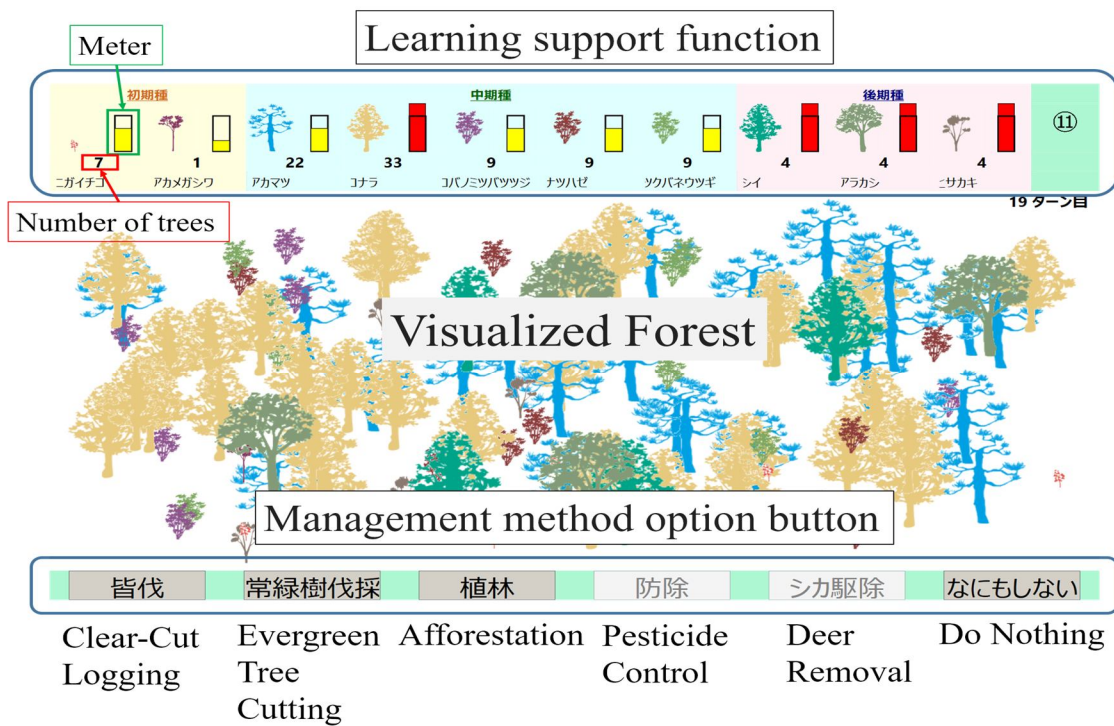 Meter
Learning support function
初期種
中期種
後期種
⑪
7
1
22
33
9
9
9
4
4
4
ニガイチゴ
アカメガシワ
アカマツ
コナラ
コバノミツバツツジ
ナツハゼ
ツクバネウツギ
シイ
アラカシ
ヒサカキ
Number of trees
19 ターン目
Visualized Forest
Management method option button
皆伐
常緑樹伐採
植林
防除
シカ駆除
なにもしない
Clear-Cut
Logging
Evergreen
Tree
Cutting
Afforestation
Pesticide
Control
Deer
Removal
Do Nothing